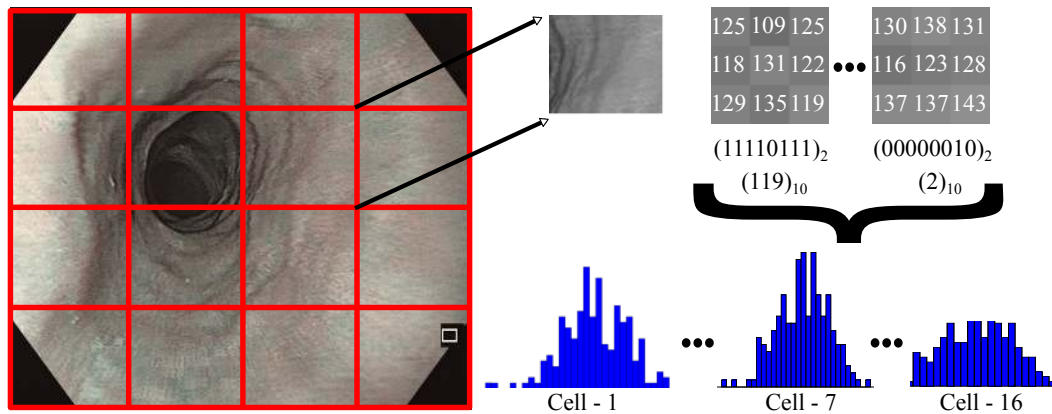 125 109 125
118 131 122
129 135 119
130 138 131
116 123 128
137 137 143
(11110111)₂
(119)₁₀
(00000010)₂
(2)₁₀
Cell - 1
Cell - 7
Cell - 16